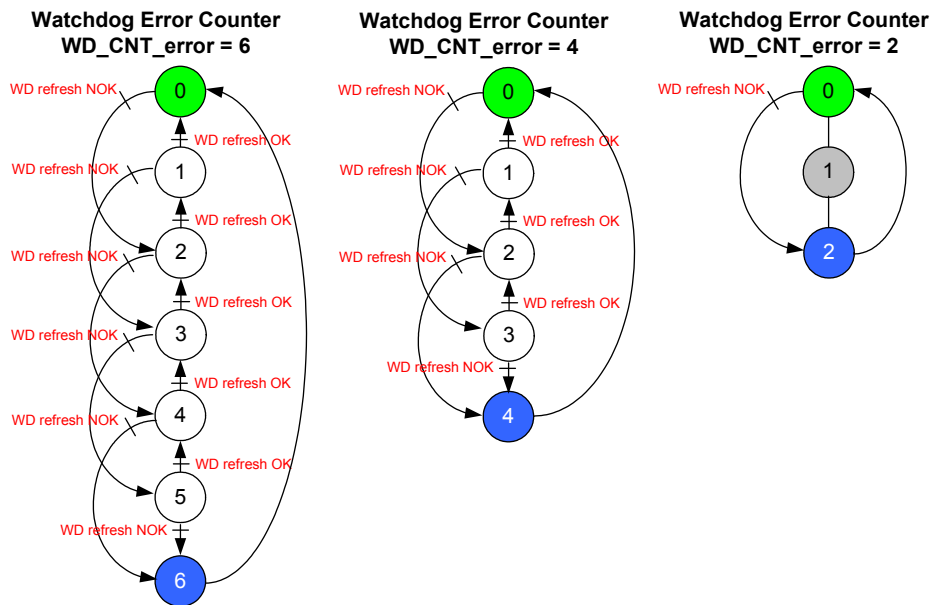 Watchdog Error Counter
WD_CNT_error = 6
WD refresh NOK
0
WD refresh OK
WD refresh NOK
1
WD refresh OK
2
WD refresh NOK
WD refresh OK
3
WD refresh NOK
WD refresh OK
4
WD refresh NOK
WD refresh OK
5
WD refresh NOK
6
Watchdog Error Counter
WD_CNT_error = 4
WD refresh NOK
0
WD refresh OK
WD refresh NOK
1
WD refresh OK
2
WD refresh NOK
WD refresh OK
3
WD refresh NOK
4
Watchdog Error Counter
WD_CNT_error = 2
WD refresh NOK
0
1
2